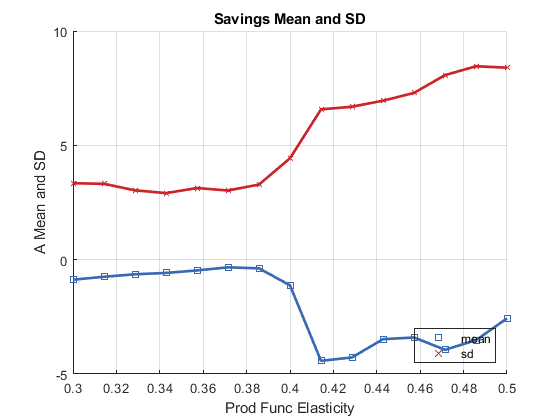 Savings Mean and SD
10
5
0
-5
A Mean and SD
mean
sd
0.3 0.32 0.34 0.36 0.38 0.4 0.42 0.44 0.46 0.48 0.5
Prod Func Elasticity